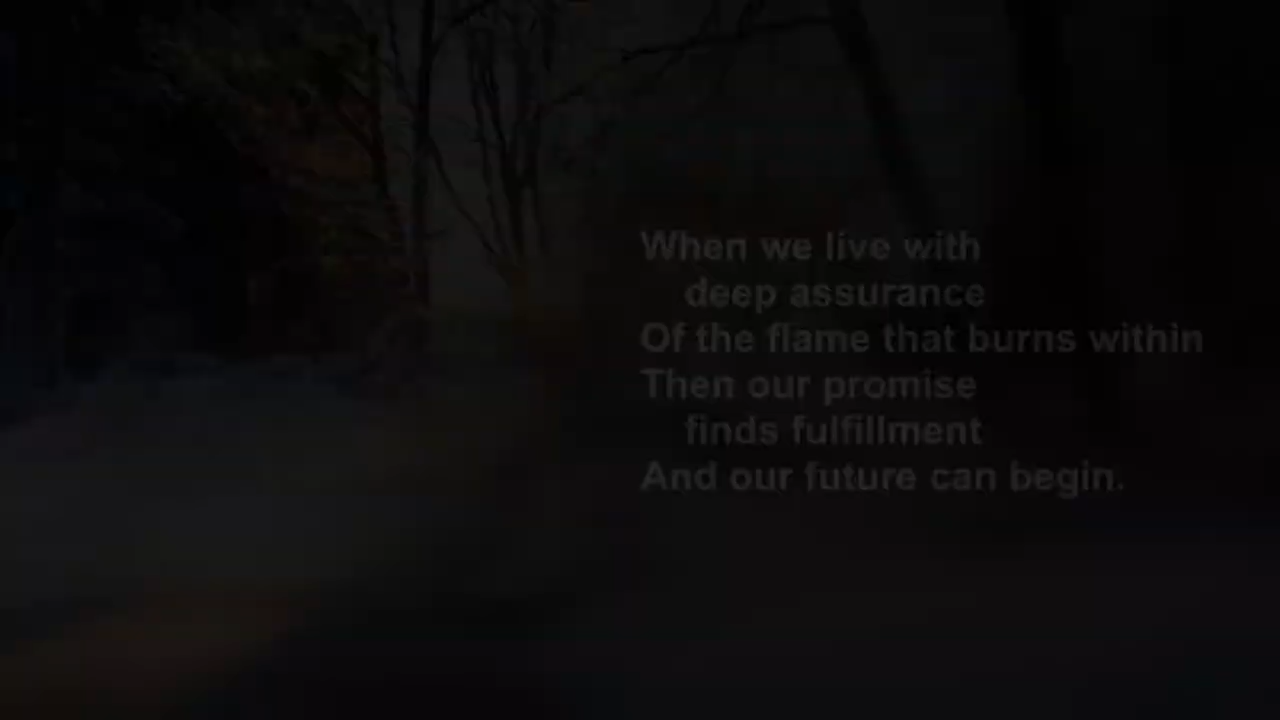 When we live with
deep assurance
Of the flame that burns within
Then our promise
finds fulfillment
And our future can begin.